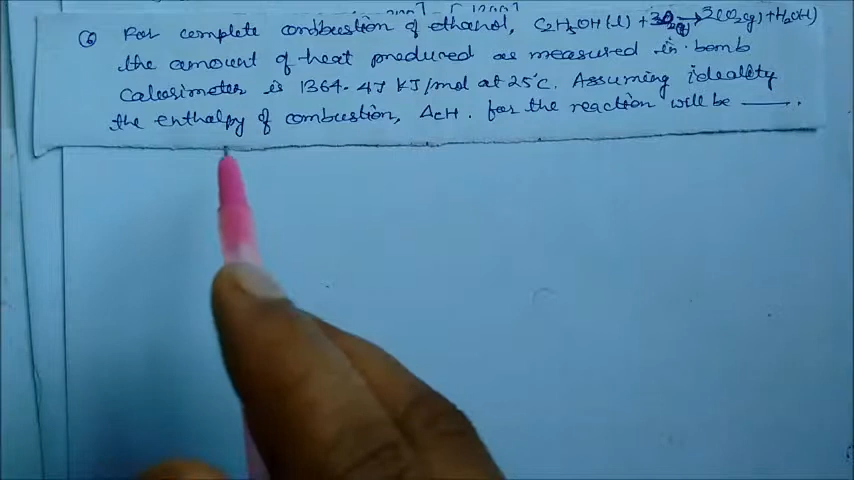 ⑥ For complete combustion of ethanol, C2H5OH(l) + 3O2(g) → 2CO2(g) + H2O(l)
the amount of heat produced as measured in bomb
calorimeter is 1364.47 KJ/mol at 25°C. Assuming ideality
the enthalpy of combustion, ΔcH. for the reaction will be ——.